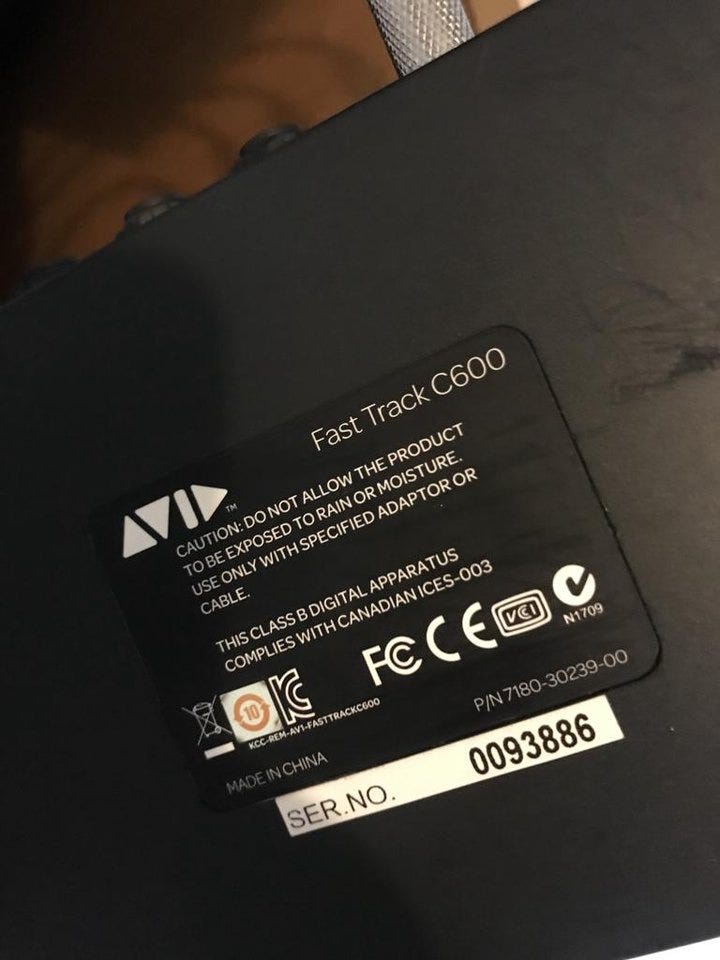 Fast Track C600
AVID™
CAUTION: DO NOT ALLOW THE PRODUCT
TO BE EXPOSED TO RAIN OR MOISTURE.
USE ONLY WITH SPECIFIED ADAPTOR OR
CABLE.
THIS CLASS B DIGITAL APPARATUS
COMPLIES WITH CANADIAN ICES-003
FC CE VCI
N1709
10
KCC-REM-AV1-FASTTRACKC600
P/N 7180-30239-00
MADE IN CHINA
SER.NO. 0093886